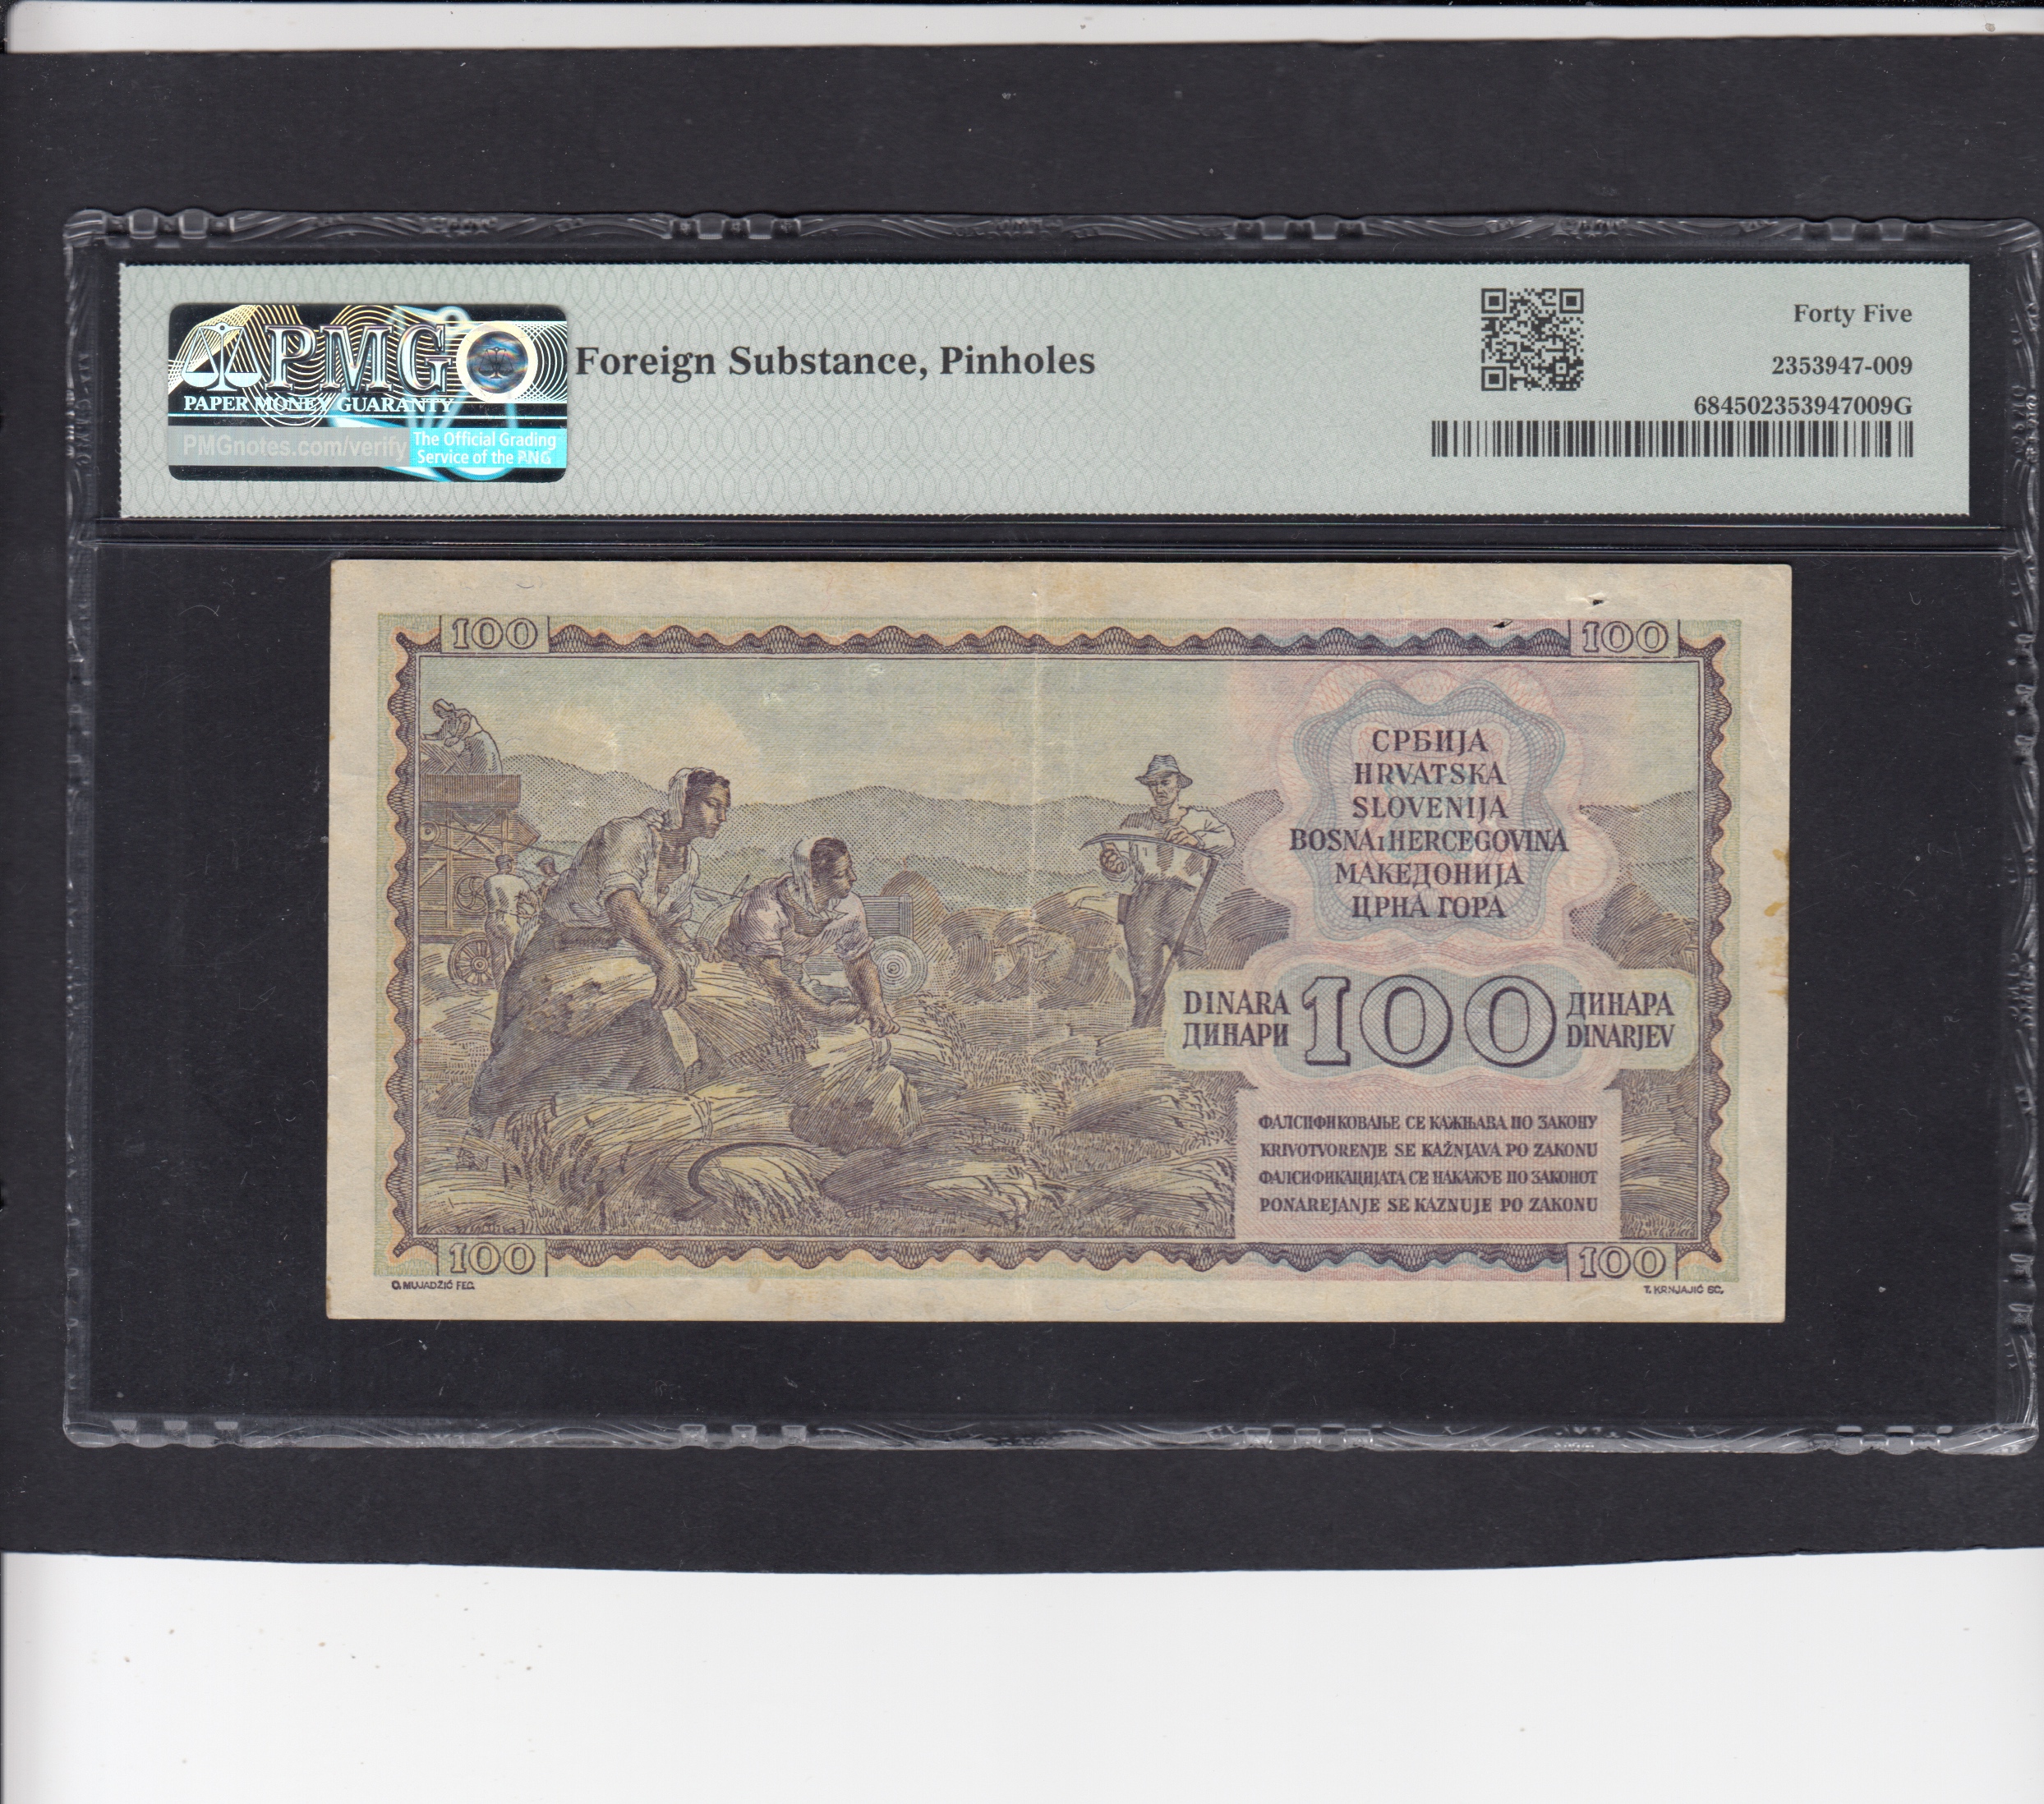 PMG
PAPER MONEY GUARANTY
PMGnotes.com/verify
The Official Grading
Service of the PNG
Foreign Substance, Pinholes
Forty Five
2353947-009
684502353947009G
100
100
СРБИЈА
HRVATSKA
SLOVENIJA
BOSNA I HERCEGOVINA
МАКЕДОНИЈА
ЦРНА ГОРА
DINARA 100 ДИНАРА
ДИНАРИ DINARJEV
ФАЛСИФИКОВАЊЕ СЕ КАЖЊАВА ПО ЗАКОНУ
KRIVOTVORENJE SE KAŽNJAVA PO ZAKONU
ФАЛСИФИКАЦИЈАТА СЕ НАКАЖУЕ ПО ЗАКОНОТ
PONAREJANJE SE KAZNUJE PO ZAKONU
100
100
O. MUJADŽIĆ FEC.
T. KRNJAJIĆ SC.